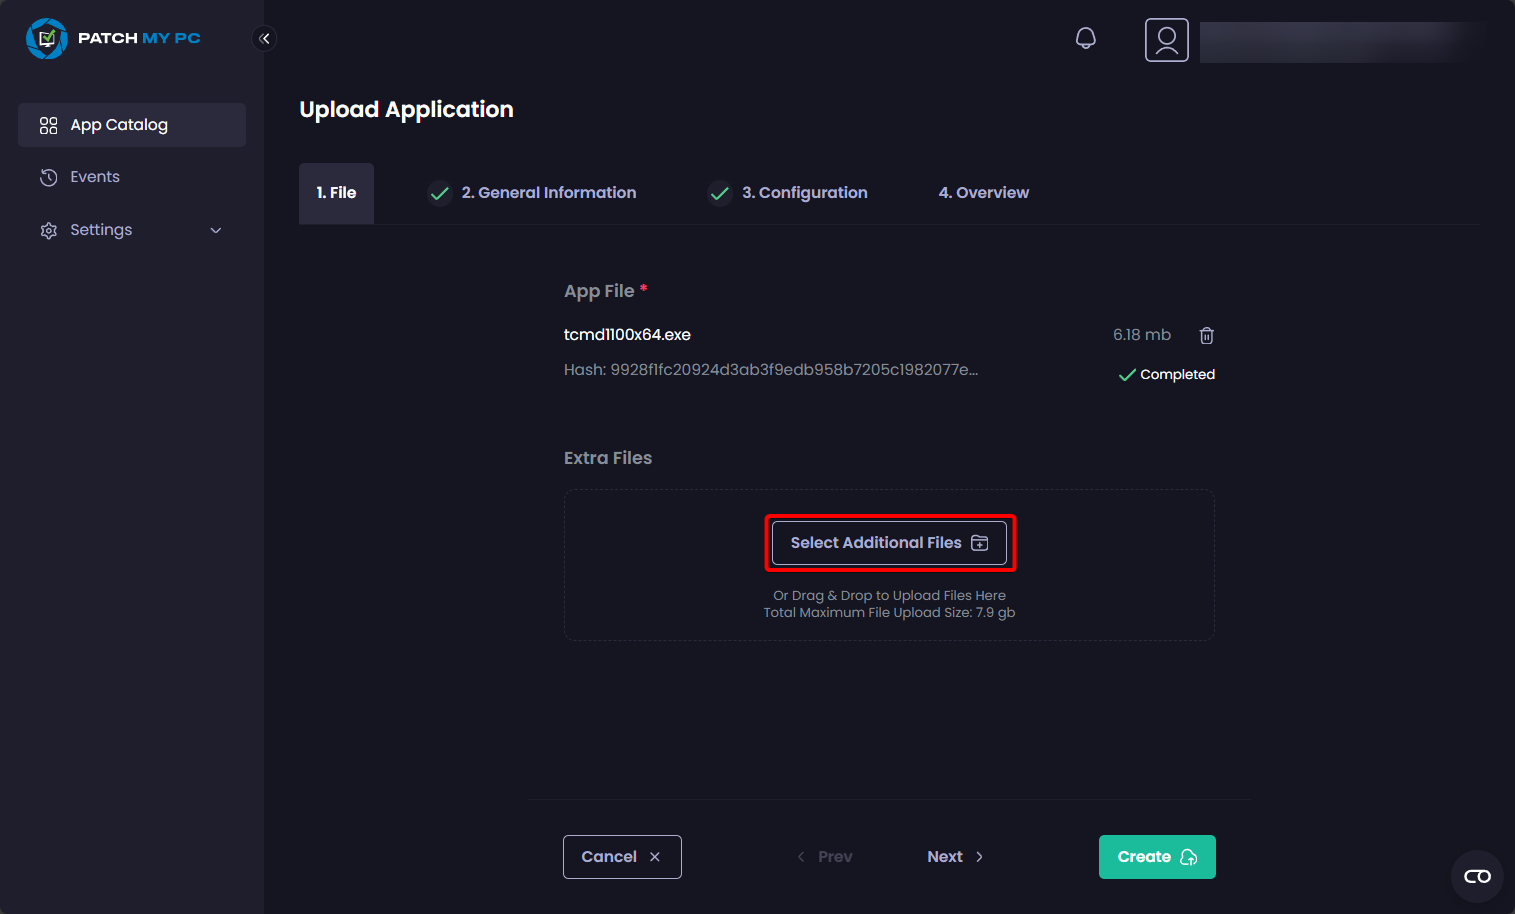 PATCH MY PC
App Catalog
Events
Settings
Upload Application
1. File
2. General Information
3. Configuration
4. Overview
App File *
tcmd1100x64.exe
6.18 mb
Hash: 9928f1fc20924d3ab3f9edb958b7205c1982077e...
Completed
Extra Files
Select Additional Files
Or Drag & Drop to Upload Files Here
Total Maximum File Upload Size: 7.9 gb
Cancel
Prev
Next
Create